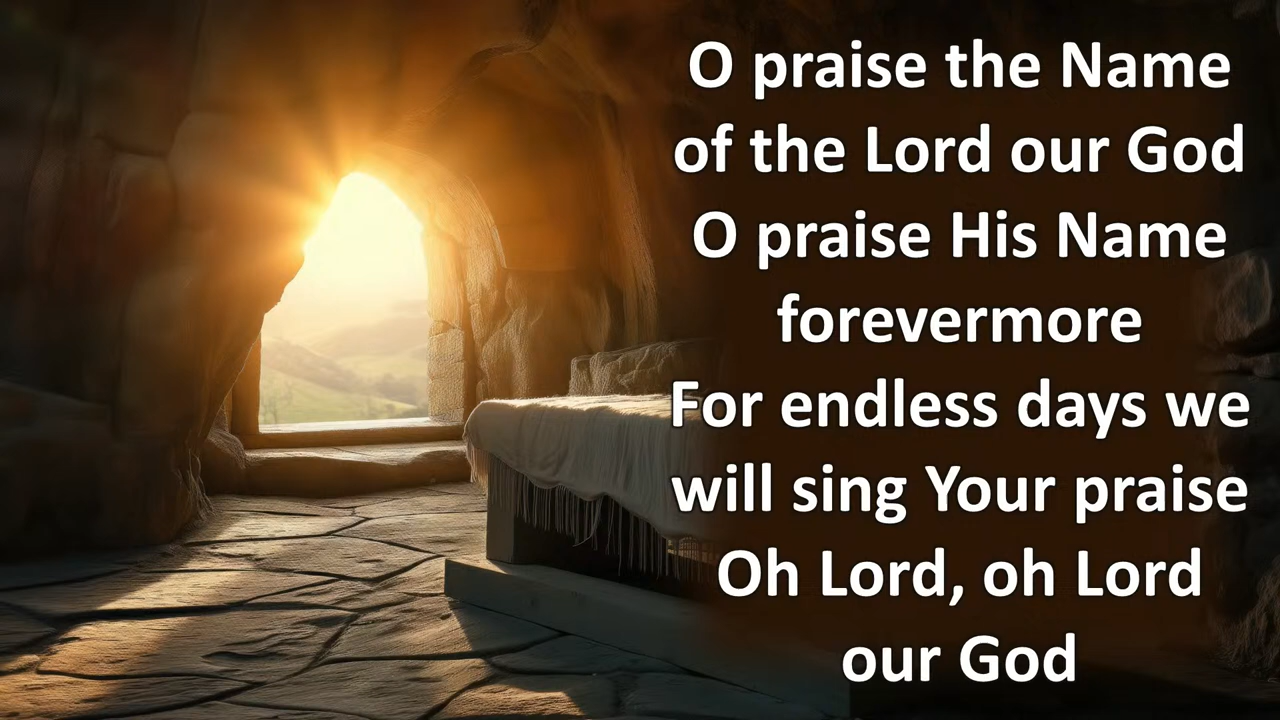 O praise the Name
of the Lord our God
O praise His Name
forevermore
For endless days we
will sing Your praise
Oh Lord, oh Lord
our God